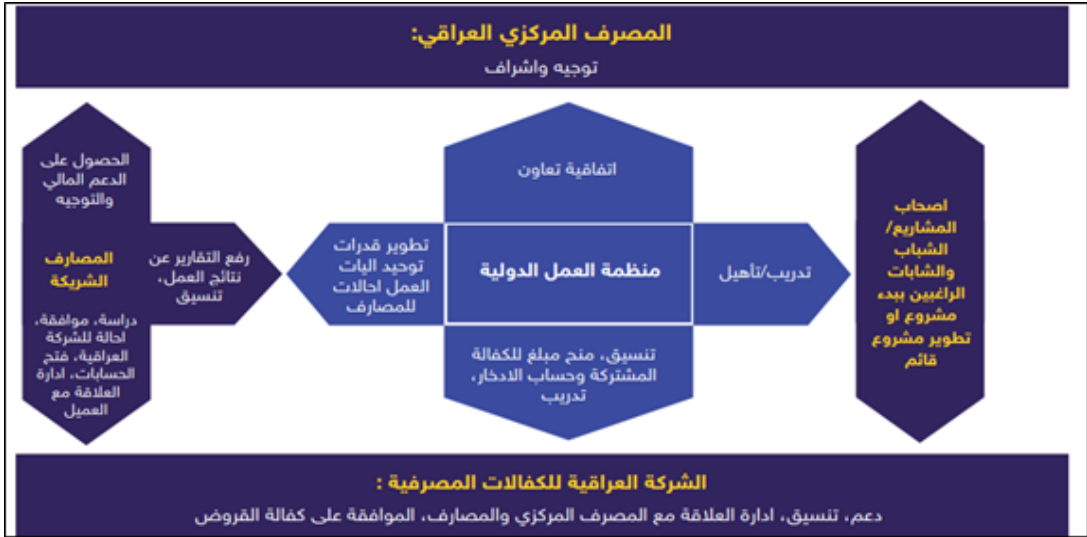 المصرف المركزي العراقي:
توجيه واشراف
اصحاب
المشاريع/
الشباب
والشابات
الراغبين ببدء
مشروع او
تطوير مشروع
قائم
اتفاقية تعاون
تدريب/تأهيل
منظمة العمل الدولية
تطوير قدرات
توحيد اليات
العمل احالات
للمصارف
تنسيق، منح مبلغ للكفالة
المشتركة وحساب الادخار،
تدريب
رفع التقارير عن
نتائج العمل،
تنسيق
الحصول على
الدعم المالي
والتوجيه
المصارف
الشريكة
دراسة، موافقة،
احالة للشركة
العراقية، فتح
الحسابات، ادارة
العلاقة مع
العميل
الشركة العراقية للكفالات المصرفية :
دعم، تنسيق، ادارة العلاقة مع المصرف المركزي والمصارف، الموافقة على كفالة القروض